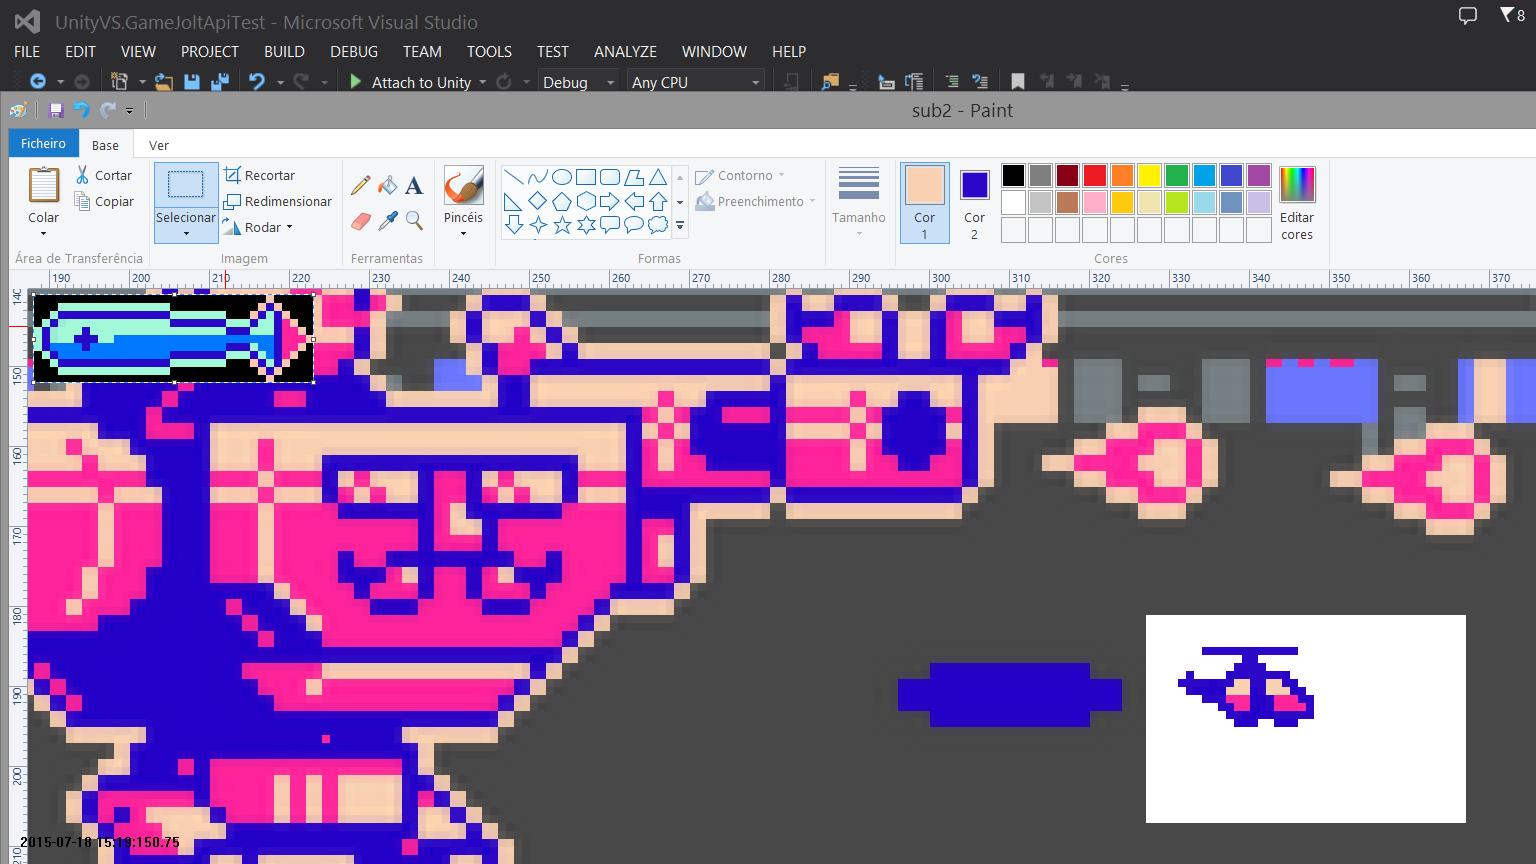 UnityVS.GameJoltApiTest - Microsoft Visual Studio
8
FILE EDIT VIEW PROJECT BUILD DEBUG TEAM TOOLS TEST ANALYZE WINDOW HELP
Attach to Unity Debug Any CPU
sub2 - Paint
Ficheiro Base Ver
Colar
Cortar
Copiar
Área de Transferência
Selecionar
Recortar
Redimensionar
Rodar
Imagem
A
Ferramentas
Pincéis
Contorno
Preenchimento
Formas
Tamanho
Cor 1
Cor 2
Editar cores
Cores
190 200 210 220 230 240 250 260 270 280 290 300 310 320 330 340 350 360 370
140
150
160
170
180
190
200
210
2015-07-18 15:19:150.75